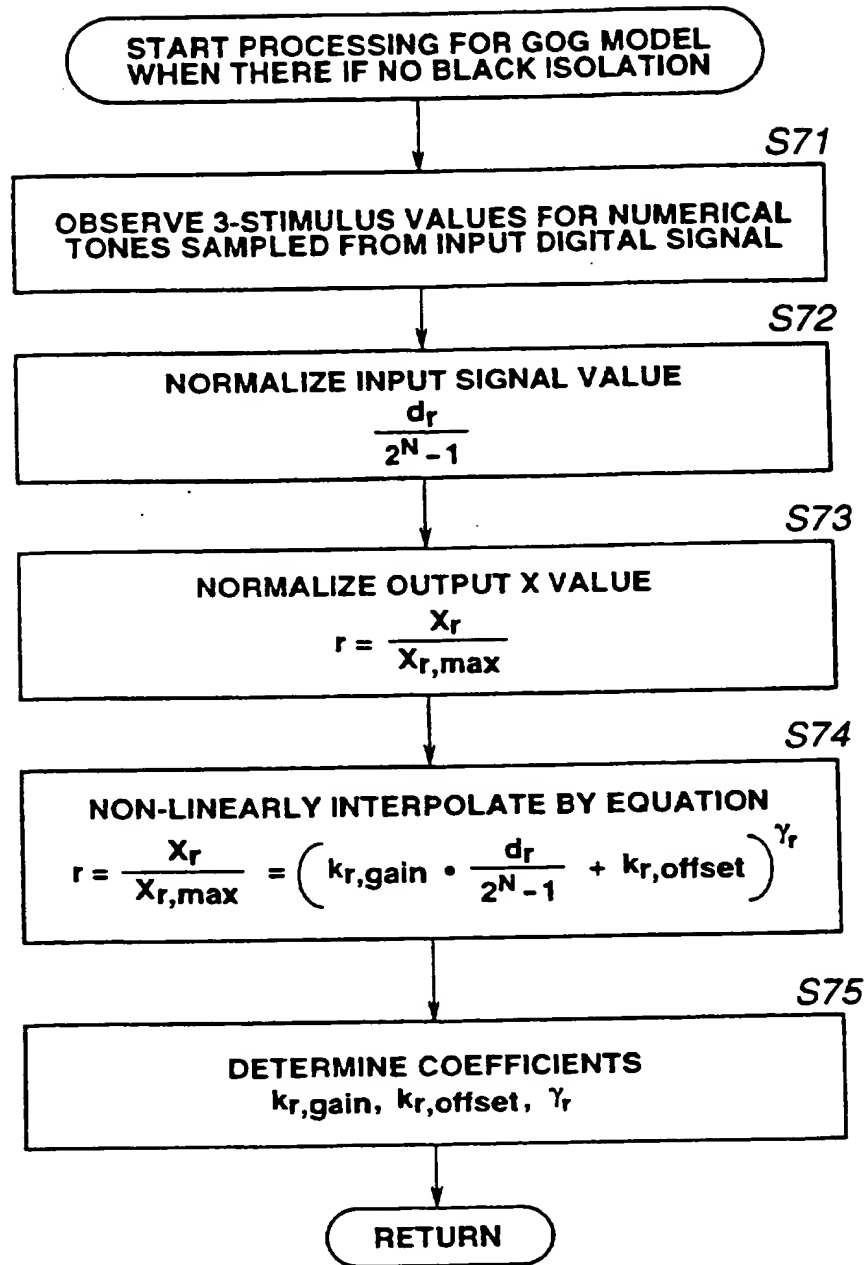 START PROCESSING FOR GOG MODEL
WHEN THERE IF NO BLACK ISOLATION
S71
OBSERVE 3-STIMULUS VALUES FOR NUMERICAL
TONES SAMPLED FROM INPUT DIGITAL SIGNAL
S72
NORMALIZE INPUT SIGNAL VALUE
dr
2^N - 1
S73
NORMALIZE OUTPUT X VALUE
r = Xr / Xr,max
S74
NON-LINEARLY INTERPOLATE BY EQUATION
r = Xr / Xr,max = ( kr,gain • dr / 2^N - 1 + kr,offset ) γr
S75
DETERMINE COEFFICIENTS
kr,gain, kr,offset, γr
RETURN